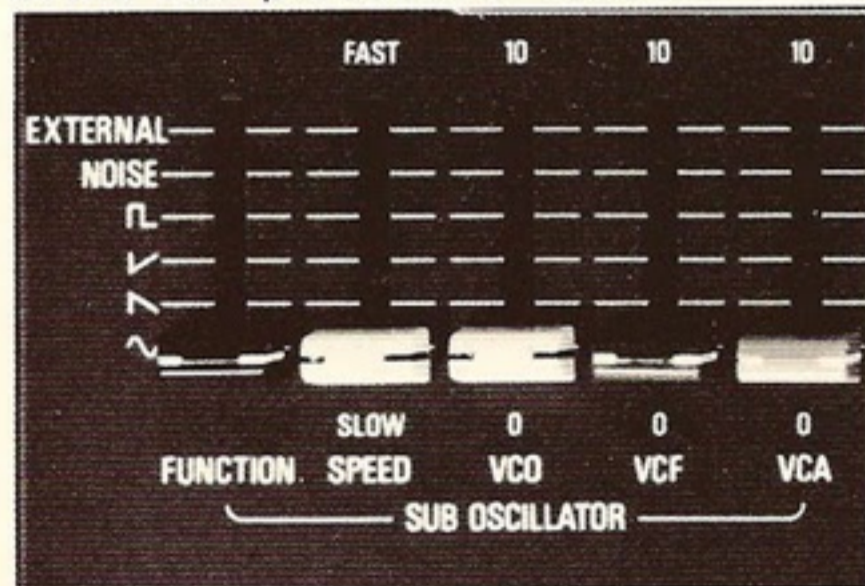 FAST 10 10 10
EXTERNAL
NOISE
SLOW 0 0 0
FUNCTION SPEED VCO VCF VCA
SUB OSCILLATOR